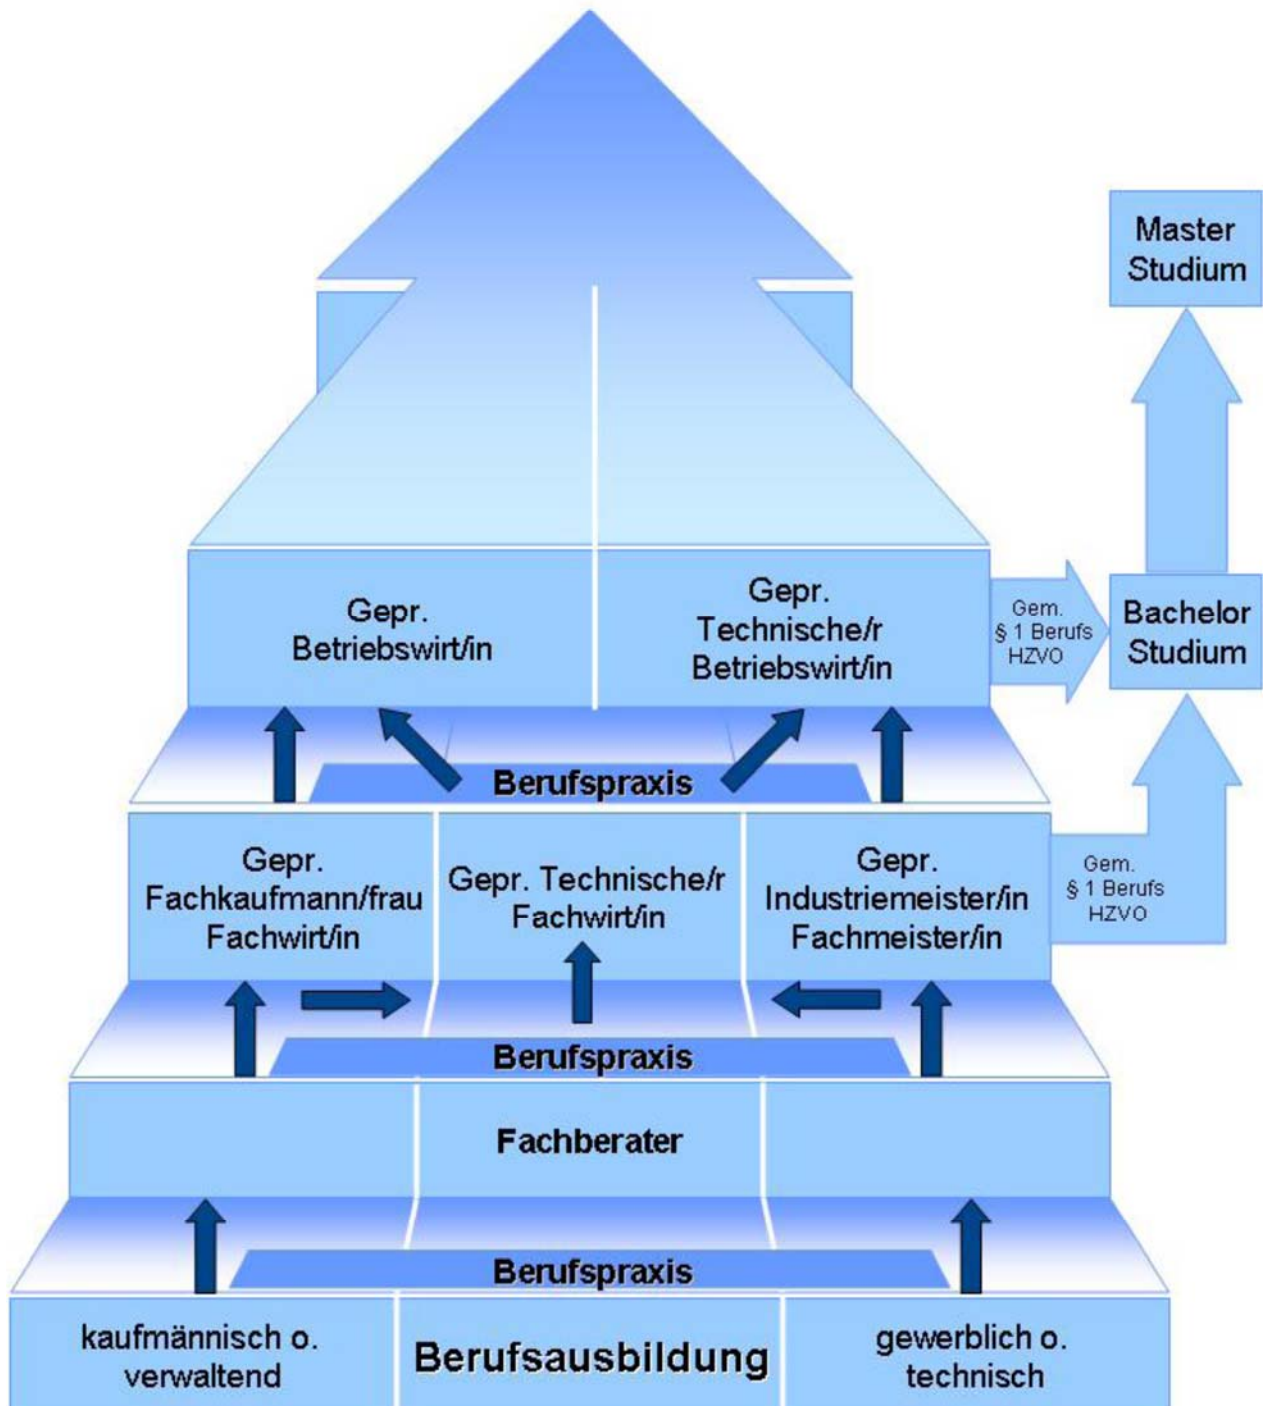 Master
Studium
Gepr.
Betriebswirt/in
Gepr.
Technische/r
Betriebswirt/in
Gem.
§ 1 Berufs
HZVO
Bachelor
Studium
Berufspraxis
Gepr.
Fachkaufmann/frau
Fachwirt/in
Gepr. Technische/r
Fachwirt/in
Gepr.
Industriemeister/in
Fachmeister/in
Gem.
§ 1 Berufs
HZVO
Berufspraxis
Fachberater
Berufspraxis
kaufmännisch o.
verwaltend
Berufsausbildung
gewerblich o.
technisch